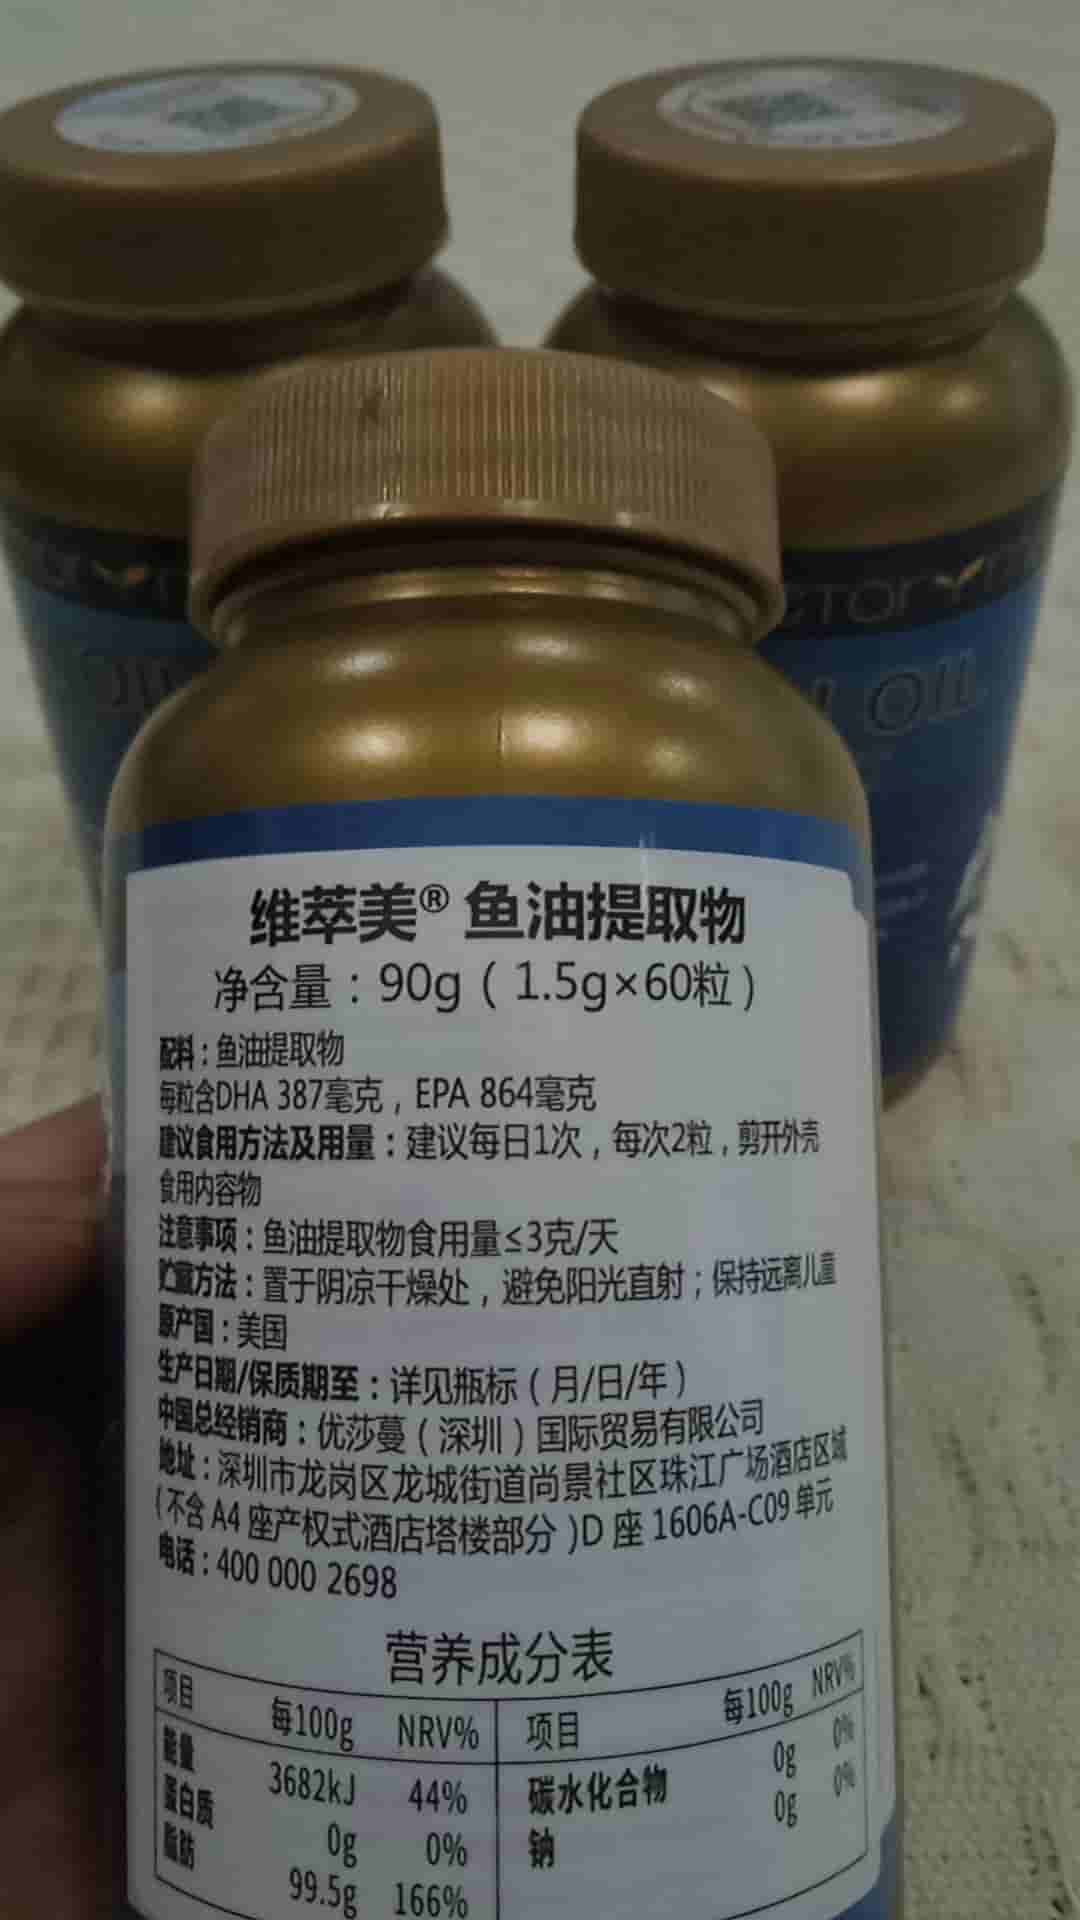 CTOr
OIL
维萃美® 鱼油提取物
净含量：90g（1.5g×60粒）
配料：鱼油提取物
每粒含DHA 387毫克，EPA 864毫克
建议食用方法及用量：建议每日1次，每次2粒，剪开外壳
食用内容物
注意事项：鱼油提取物食用量≤3克/天
贮藏方法：置于阴凉干燥处，避免阳光直射；保持远离儿童
原产国：美国
生产日期/保质期至：详见瓶标（月/日/年）
中国总经销商：优莎蔓（深圳）国际贸易有限公司
地址：深圳市龙岗区龙城街道尚景社区珠江广场酒店区域
（不含 A4 座产权式酒店塔楼部分）D 座 1606A-C09 单元
电话：400 000 2698
营养成分表
项目 每100g NRV% 项目 每100g NRV%
能量 3682kJ 44% 碳水化合物 0g 0%
蛋白质 0g 0% 钠 0g 0%
脂肪 99.5g 166%